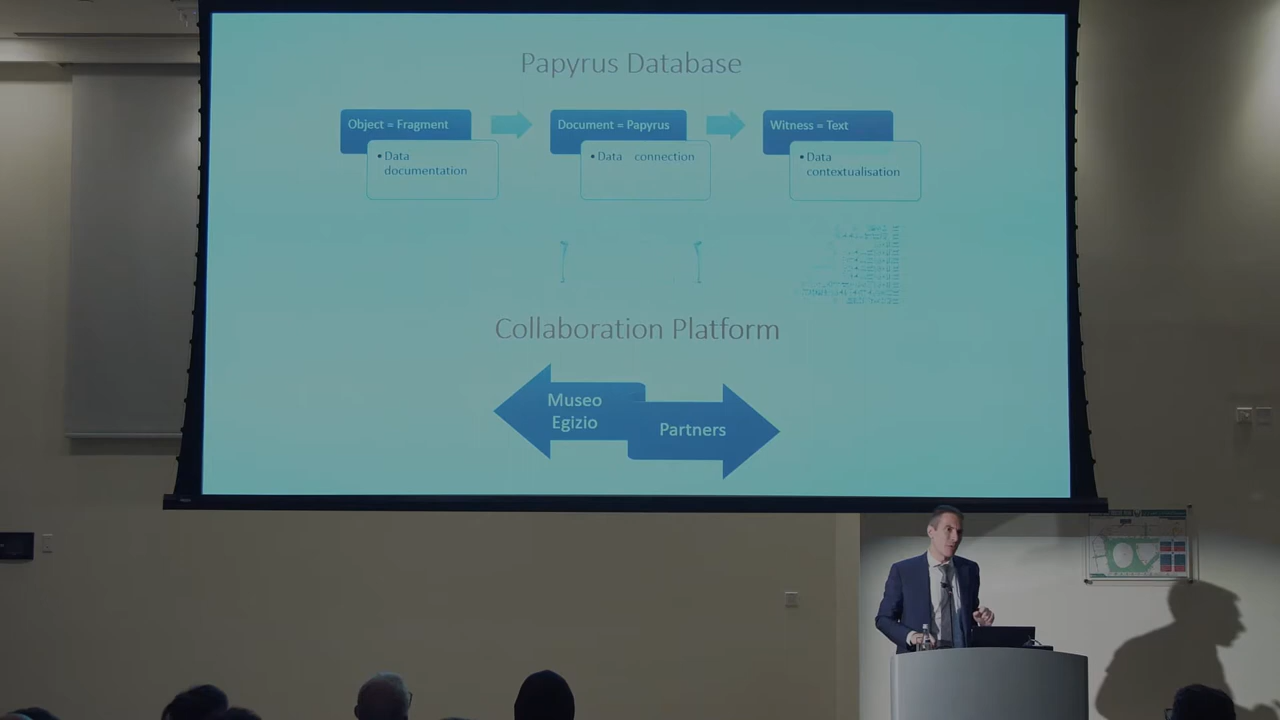 Papyrus Database
Object = Fragment
• Data
documentation
Document = Papyrus
• Data connection
Witness = Text
• Data
contextualisation
Collaboration Platform
Museo
Egizio
Partners